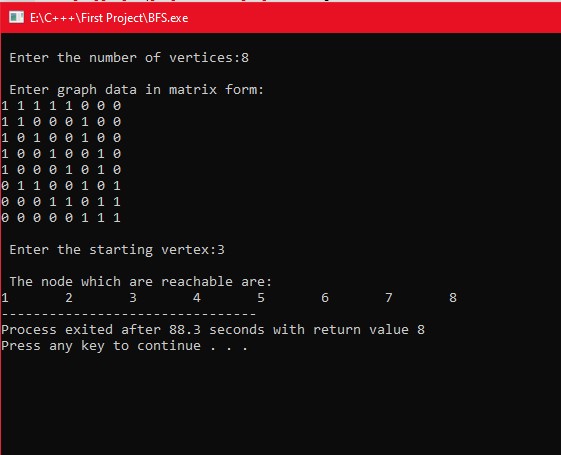 E:\C+++\First Project\BFS.exe
Enter the number of vertices:8
Enter graph data in matrix form:
1 1 1 1 1 0 0 0
1 1 0 0 0 1 0 0
1 0 1 0 0 1 0 0
1 0 0 1 0 0 1 0
1 0 0 0 1 0 1 0
0 1 1 0 0 1 0 1
0 0 0 1 1 0 1 1
0 0 0 0 0 1 1 1
Enter the starting vertex:3
The node which are reachable are:
1 2 3 4 5 6 7 8
--------------------------------
Process exited after 88.3 seconds with return value 8
Press any key to continue . . .